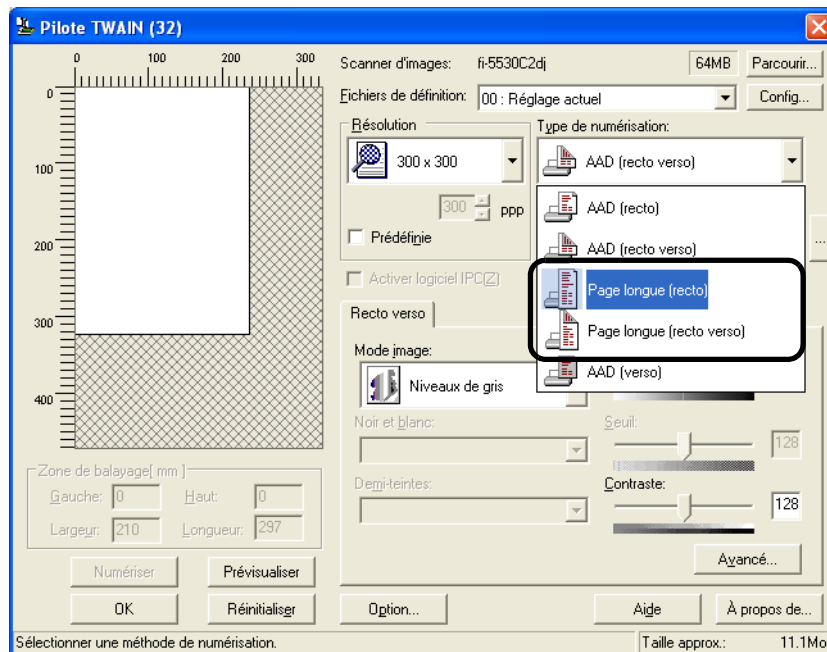 Pilote TWAIN (32)
0 100 200 300
0
100
200
300
400
Scanner d'images: fi-5530C2dj 64MB Parcourir...
Fichiers de définition: 00 : Réglage actuel Config...
Résolution
300 x 300
300 ppp
Prédéfinie
Type de numérisation:
AAD (recto verso)
AAD (recto)
AAD (recto verso)
Page longue (recto)
Page longue (recto verso)
AAD (verso)
...
Activer logiciel IPC(Z)
Recto verso
Mode image:
Niveaux de gris
Noir et blanc:
Demi-teintes:
Seuil:
128
Contraste:
128
Avancé...
Zone de balayage[ mm ]
Gauche: 0 Haut: 0
Largeur: 210 Longueur: 297
Numériser Prévisualiser
OK Réinitialiser Option... Aide À propos de...
Sélectionner une méthode de numérisation. Taille approx.: 11.1Mo